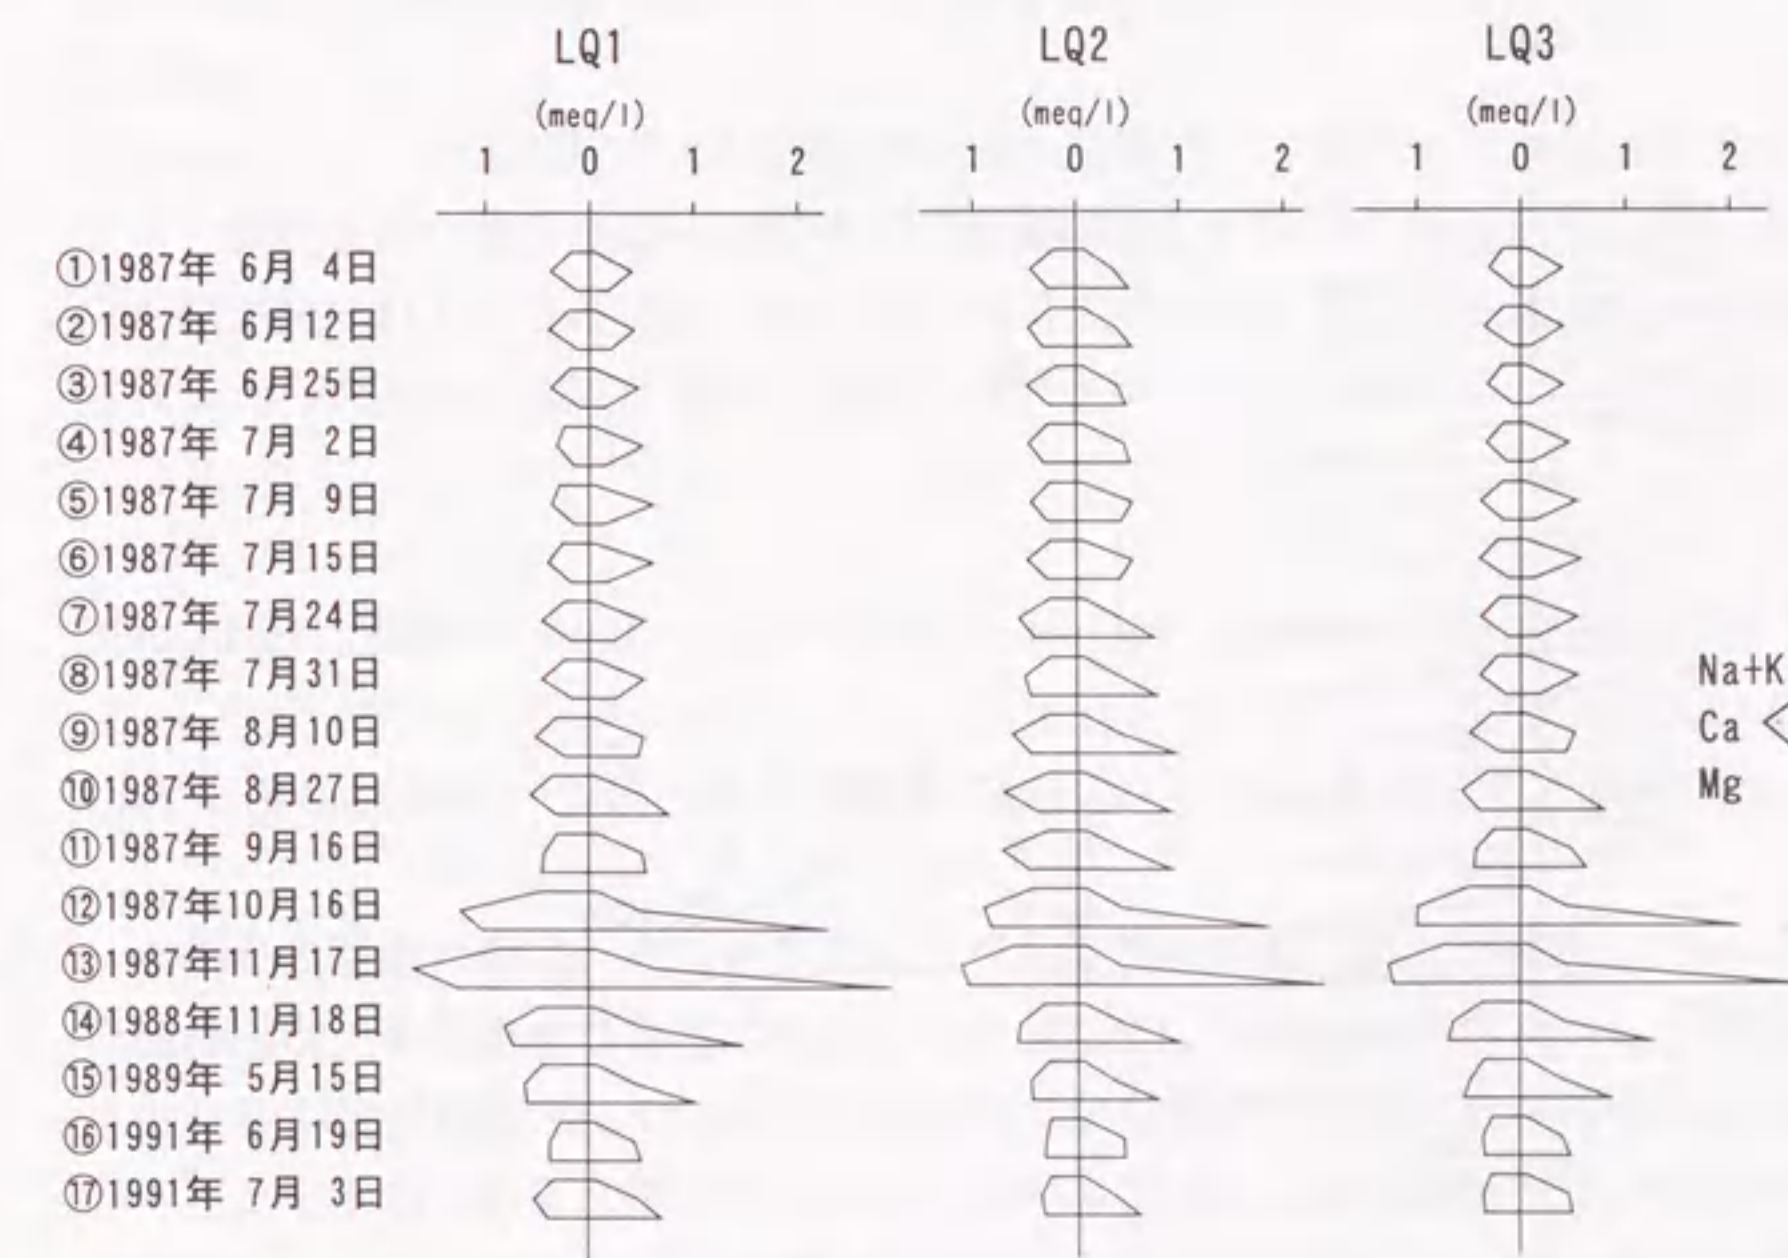 LQ1 LQ2 LQ3
(meq/l) (meq/l) (meq/l)
1 0 1 2 1 0 1 2 1 0 1 2
①1987年 6月 4日
②1987年 6月12日
③1987年 6月25日
④1987年 7月 2日
⑤1987年 7月 9日
⑥1987年 7月15日
⑦1987年 7月24日
⑧1987年 7月31日
Na+K
⑨1987年 8月10日
Ca
⑩1987年 8月27日
Mg
⑪1987年 9月16日
⑫1987年10月16日
⑬1987年11月17日
⑭1988年11月18日
⑮1989年 5月15日
⑯1991年 6月19日
⑰1991年 7月 3日